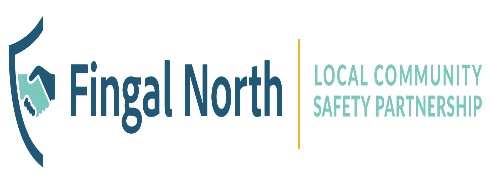 Fingal North
LOCAL COMMUNITY
SAFETY PARTNERSHIP